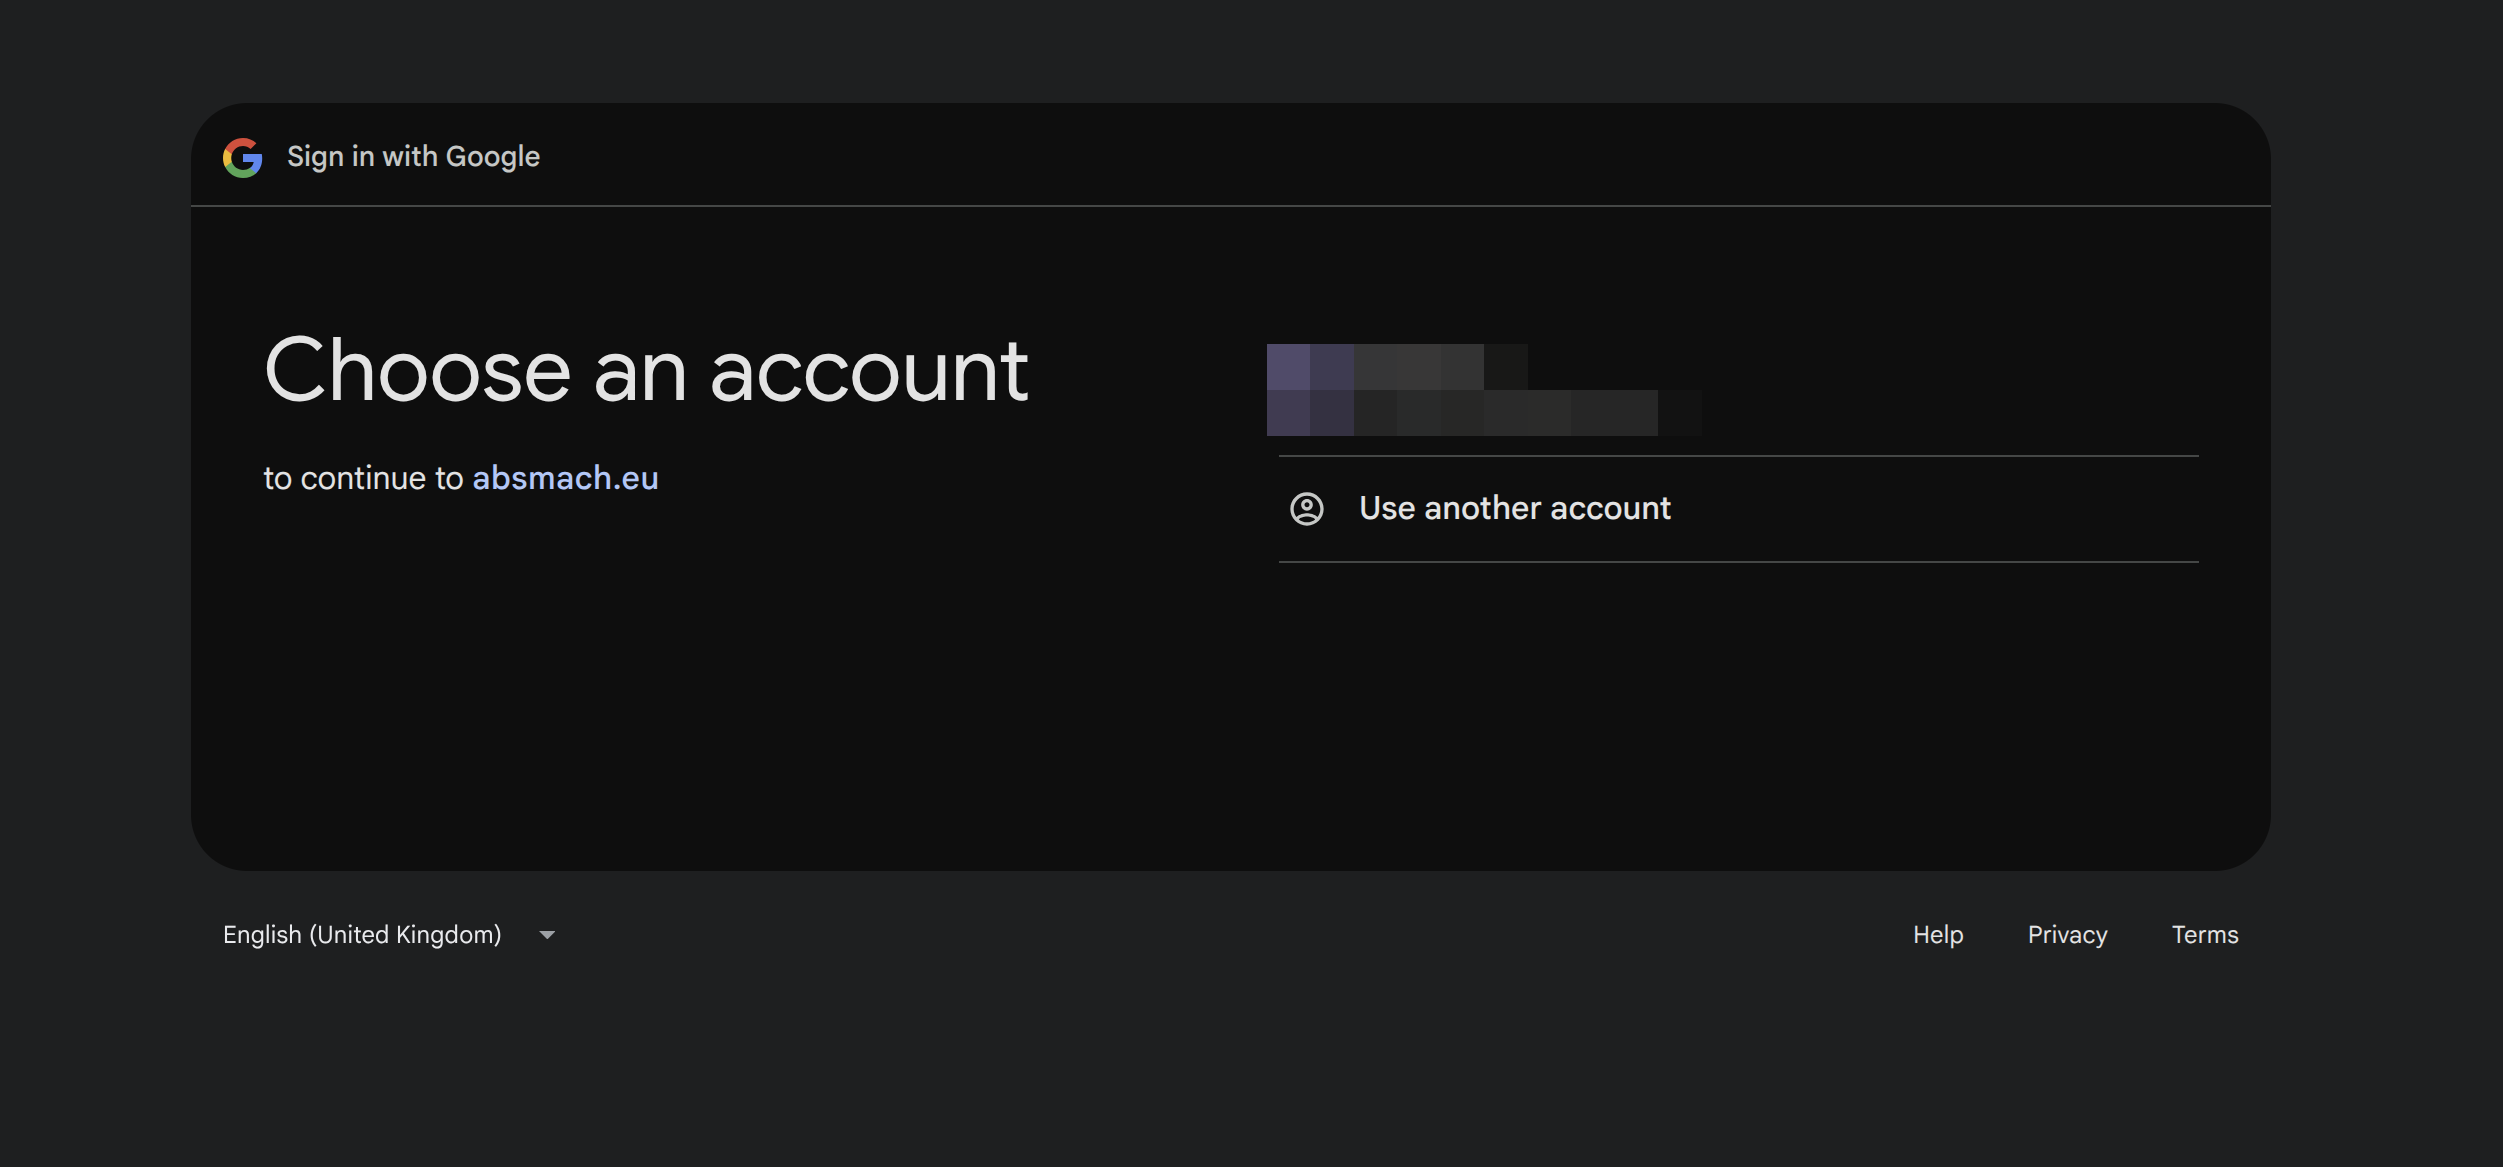 Sign in with Google
Choose an account
to continue to absmach.eu
Use another account
English (United Kingdom)
Help
Privacy
Terms